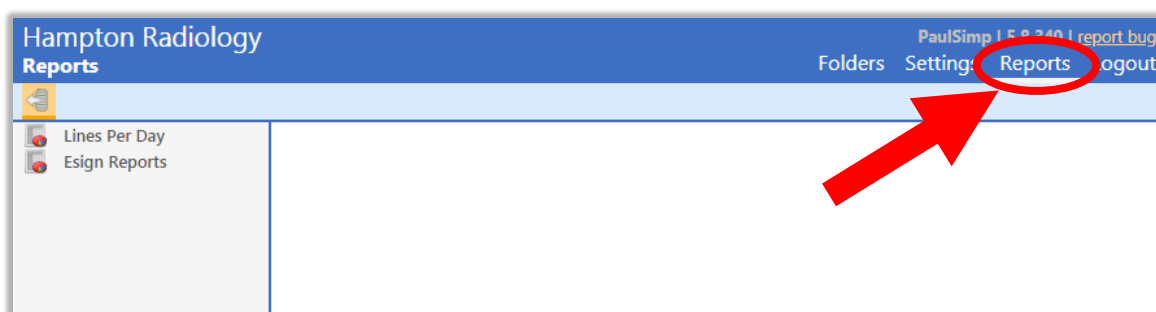 Hampton Radiology
PaulSimp | 5.8.340 | report bug
Reports
Folders Settings Reports Logout
Lines Per Day
Esign Reports